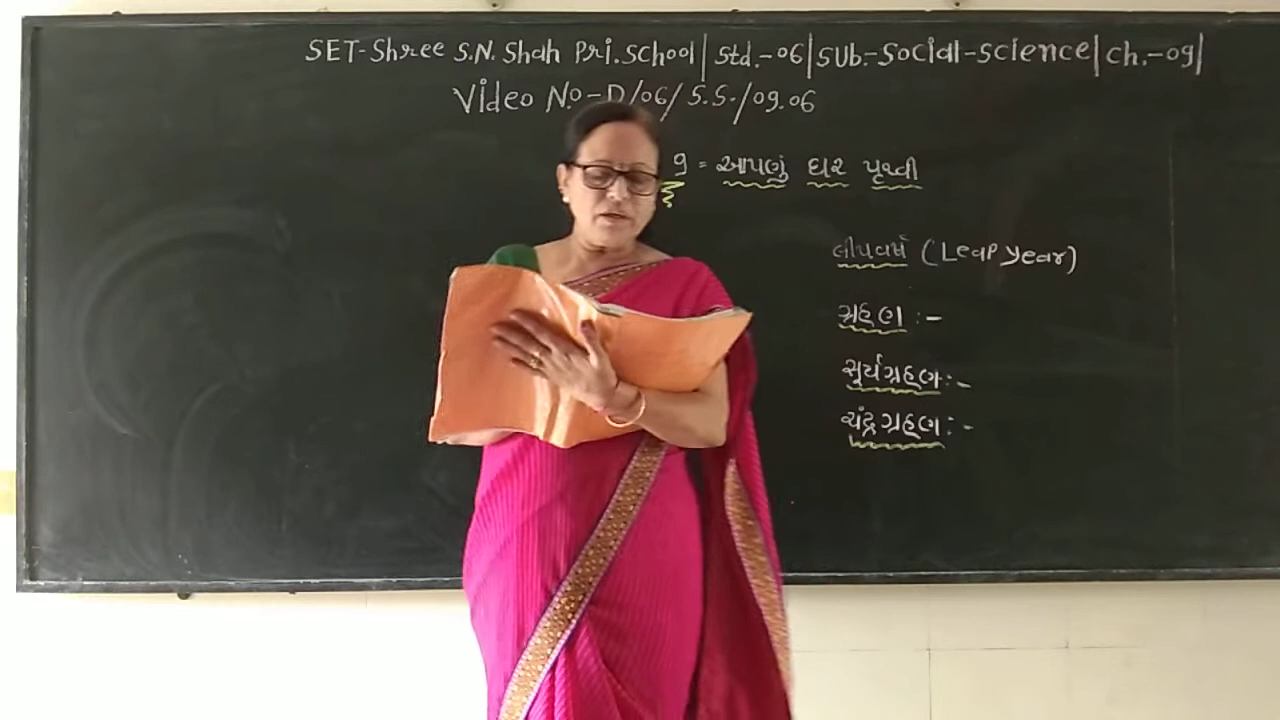 SET-Shree S.N. Shah Pri. School | Std.-06 | SUb.-Social-Science | Ch.-09 |
Video No.-D/06/S.S./09.06
9 = આપણું ઘર પૃથ્વી
લીપવર્ષ (Leap Year)
ગ્રહણ :-
સૂર્યગ્રહણ :-
ચંદ્રગ્રહણ :-